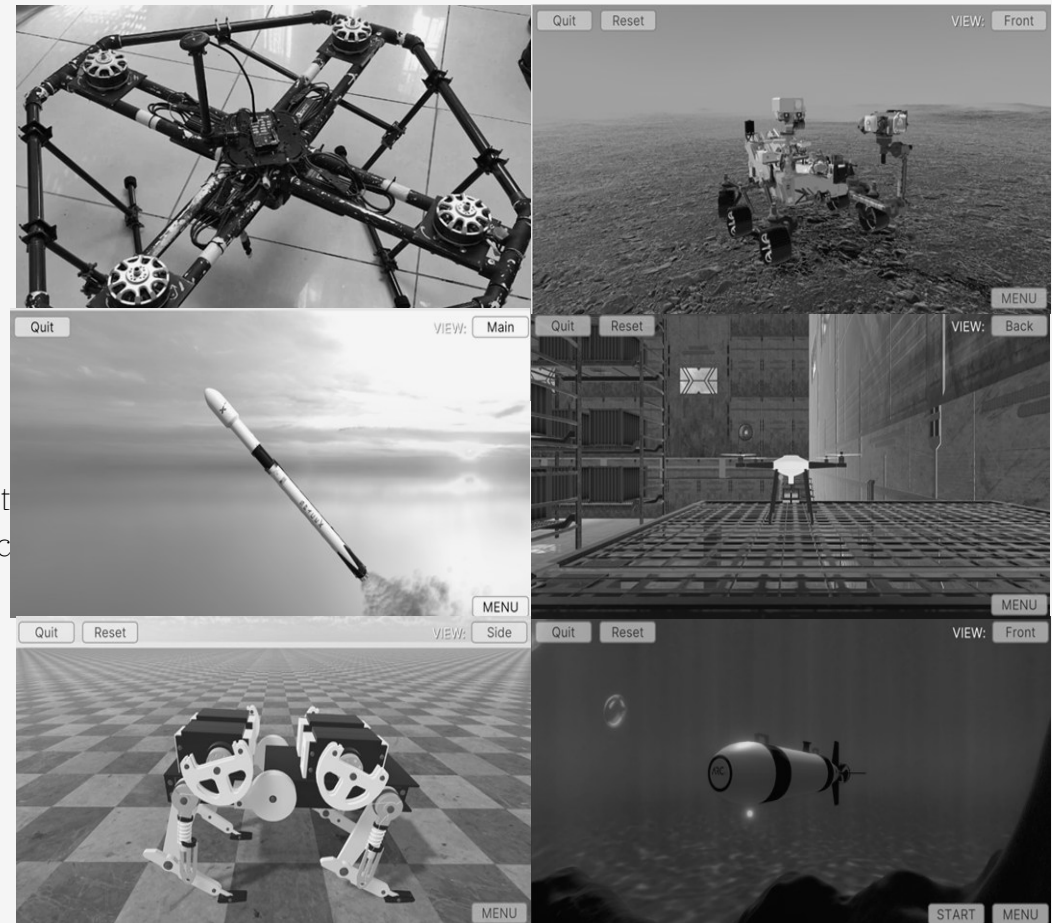 Quit Reset VIEW: Front
MENU
Quit VIEW: Main
MENU
Quit Reset VIEW: Back
MENU
t
c
Quit Reset VIEW: Side
MENU
Quit Reset VIEW: Front
START MENU